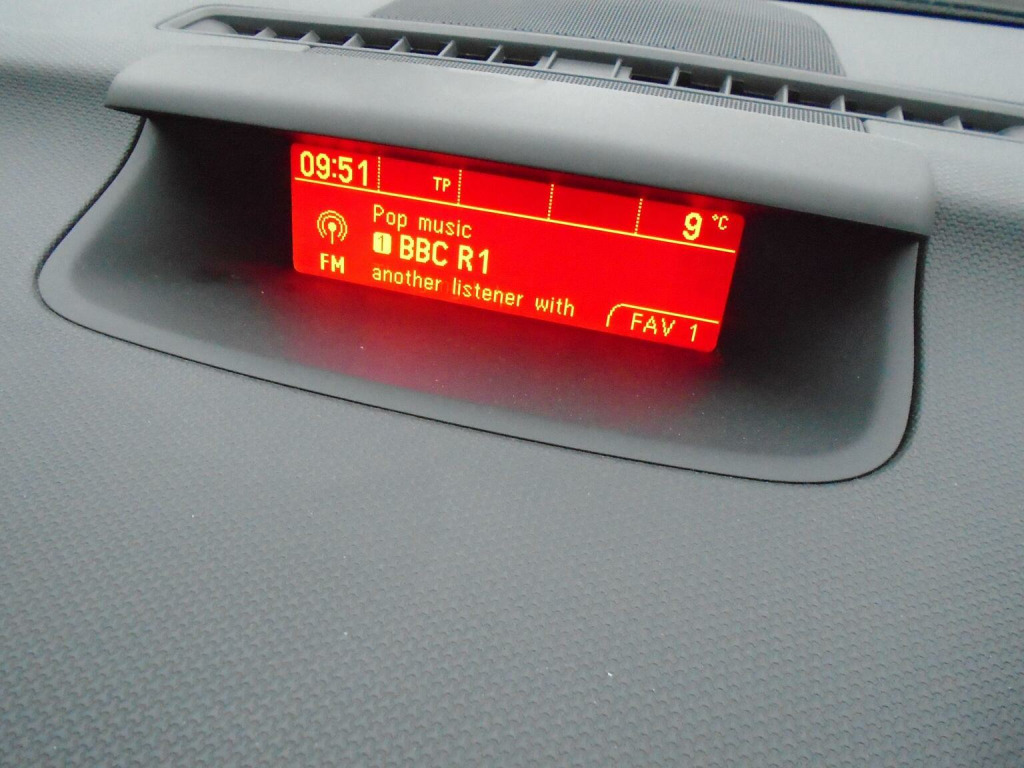 09:51 TP 9 °C
Pop music
1 BBC R1
FM another listener with
FAV 1